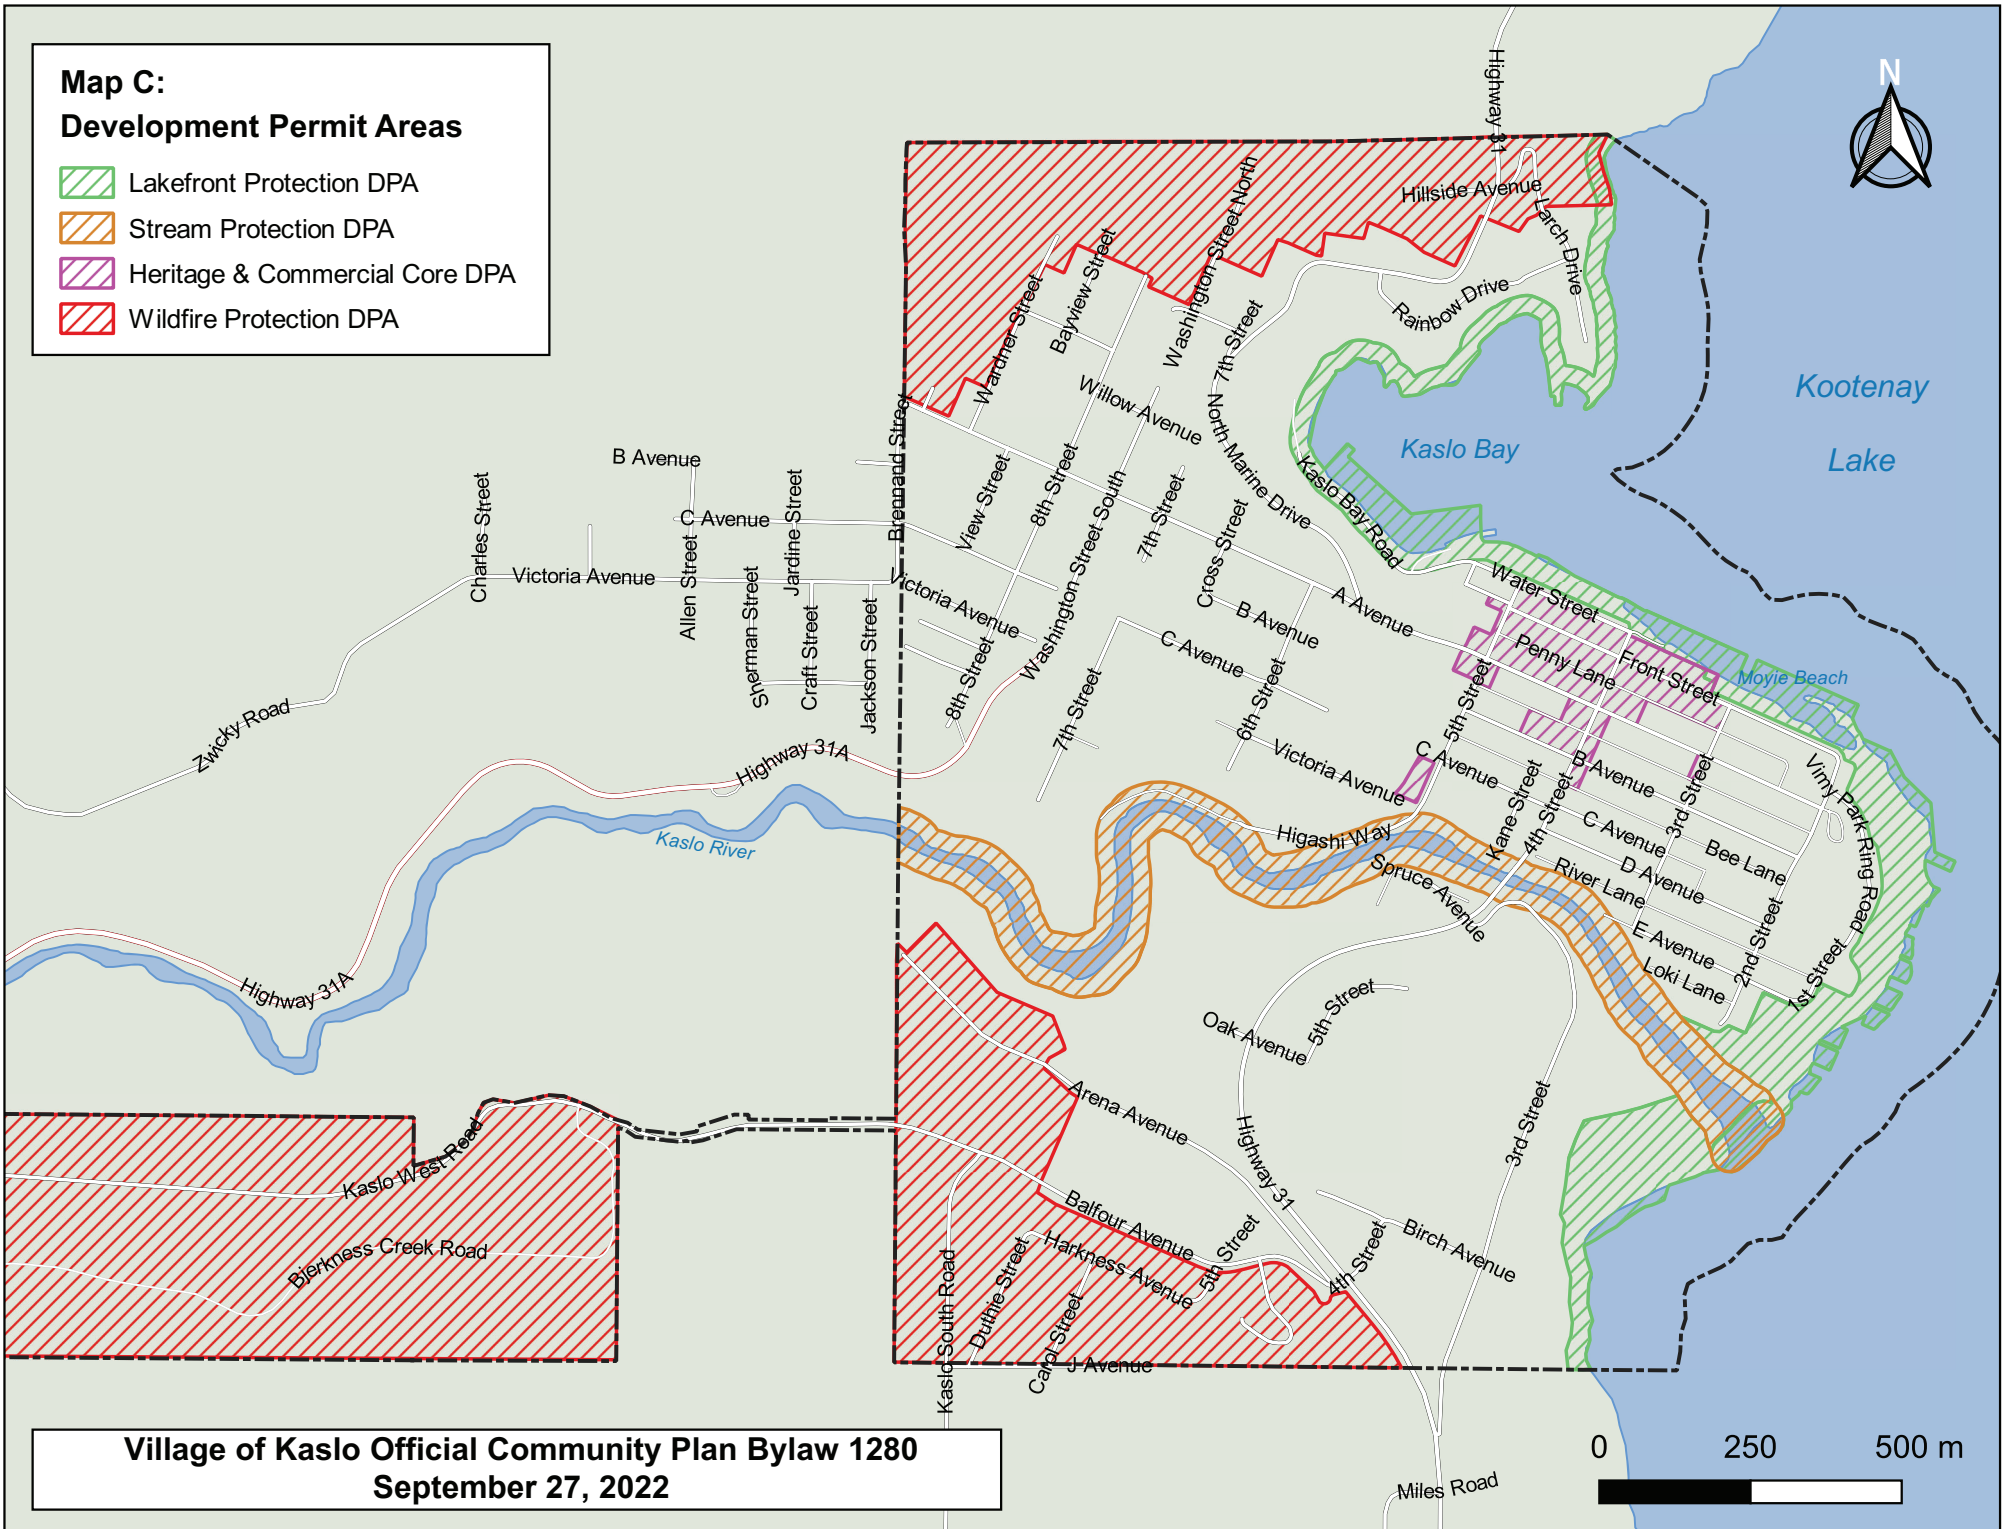 Map C:
Development Permit Areas
Lakefront Protection DPA
Stream Protection DPA
Heritage & Commercial Core DPA
Wildfire Protection DPA
N
Highway 31
Hillside Avenue
Larch Drive
Rainbow Drive
Washington Street North
Bayview Street
Wardner Street
7th Street
Willow Avenue
North Marine Drive
Kaslo Bay Road
Kaslo Bay
Kootenay
Lake
B Avenue
Charles Street
C Avenue
Jardine Street
Brennand Street
Allen Street
Victoria Avenue
Sherman Street
Craft Street
Jackson Street
View Street
8th Street
Washington Street South
7th Street
Cross Street
Victoria Avenue
8th Street
B Avenue
A Avenue
C Avenue
6th Street
7th Street
Victoria Avenue
Water Street
Penny Lane
Front Street
Moyie Beach
5th Street
C Avenue
B Avenue
Kane Street
4th Street
3rd Street
C Avenue
Bee Lane
D Avenue
River Lane
E Avenue
Loki Lane
2nd Street
1st Street
Vimy Park Ring Road
Zwicky Road
Highway 31A
Kaslo River
Higashi Way
Spruce Avenue
Highway 31A
5th Street
Oak Avenue
Arena Avenue
Highway 31
3rd Street
Kaslo West Road
Bjerkness Creek Road
Balfour Avenue
Harkness Avenue
5th Street
4th Street
Birch Avenue
Duthie Street
Carol Street
Kaslo South Road
J Avenue
Miles Road
Village of Kaslo Official Community Plan Bylaw 1280
September 27, 2022
0 250 500 m